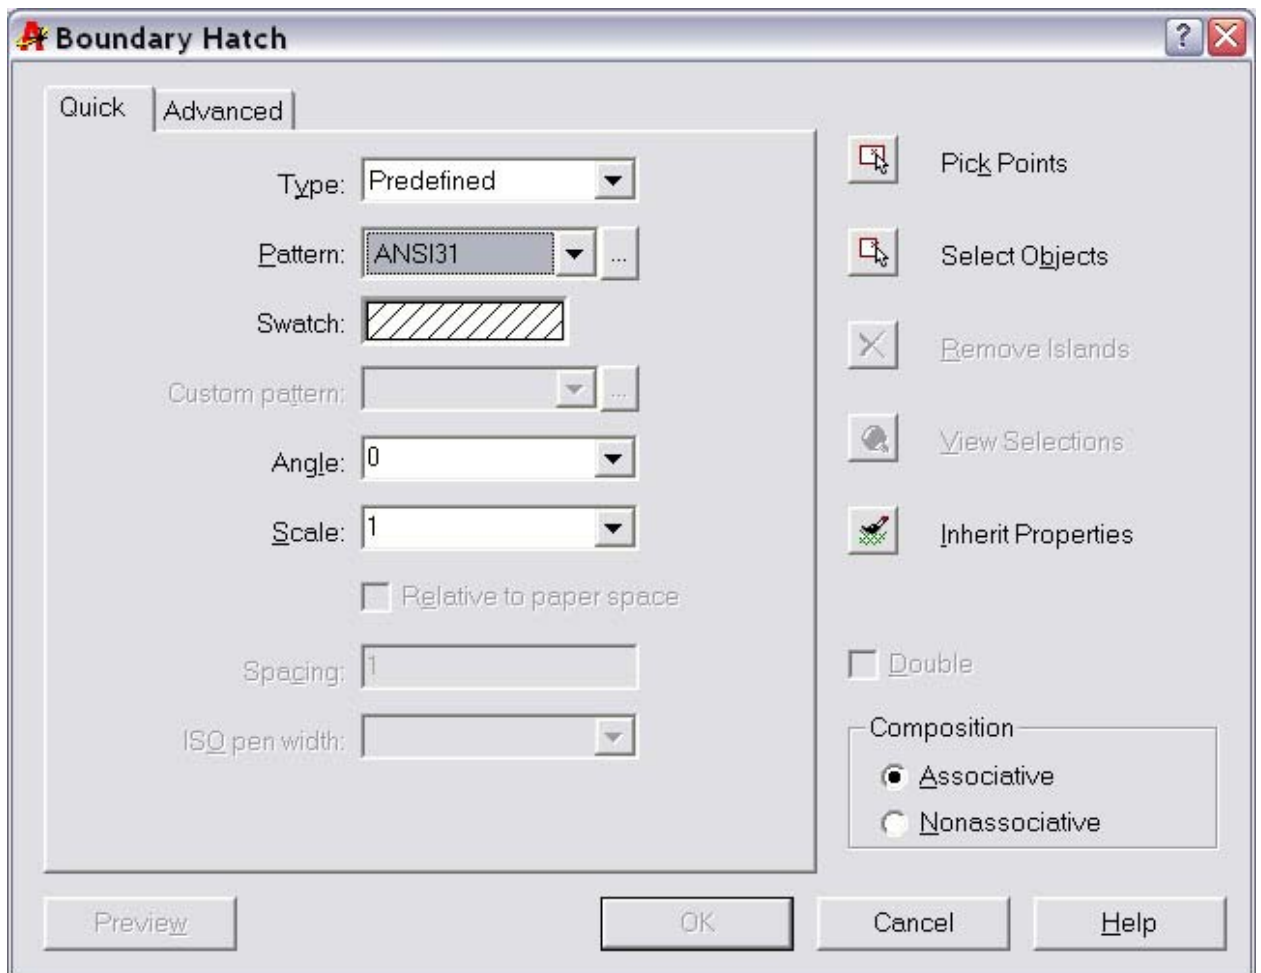 Boundary Hatch
?
Quick
Advanced
Type: Predefined
Pattern: ANSI31 ...
Swatch:
Custom pattern: ...
Angle: 0
Scale: 1
Relative to paper space
Spacing: 1
ISO pen width:
Pick Points
Select Objects
Remove Islands
View Selections
Inherit Properties
Double
Composition
Associative
Nonassociative
Preview
OK
Cancel
Help